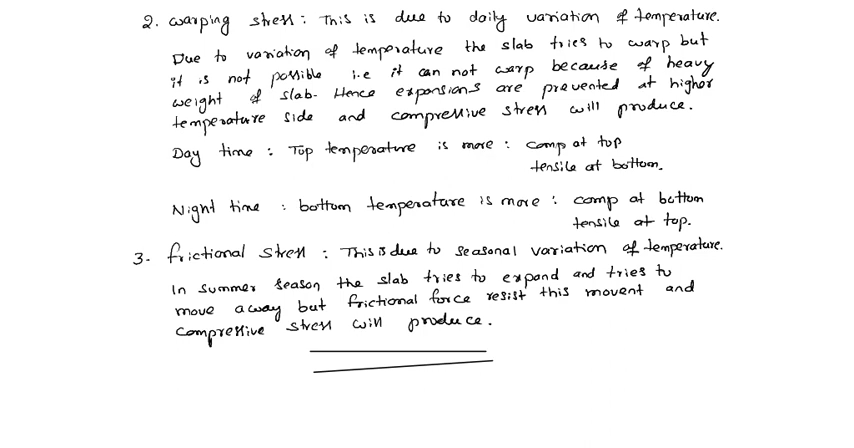 2. warping stress : This is due to daily variation of temperature.
Due to variation of temperature the slab tries to warp but
it is not possible i.e it can not warp because of heavy
weight of slab. Hence expansions are prevented at higher
temperature side and compressive stress will produce.
Day time : Top temperature is more : comp at top
tensile at bottom.
Night time : bottom temperature is more : comp at bottom
tensile at top.
3. frictional stress : This is due to seasonal variation of temperature.
In summer season the slab tries to expand and tries to
move away but frictional force resist this movent and
compressive stress will produce.